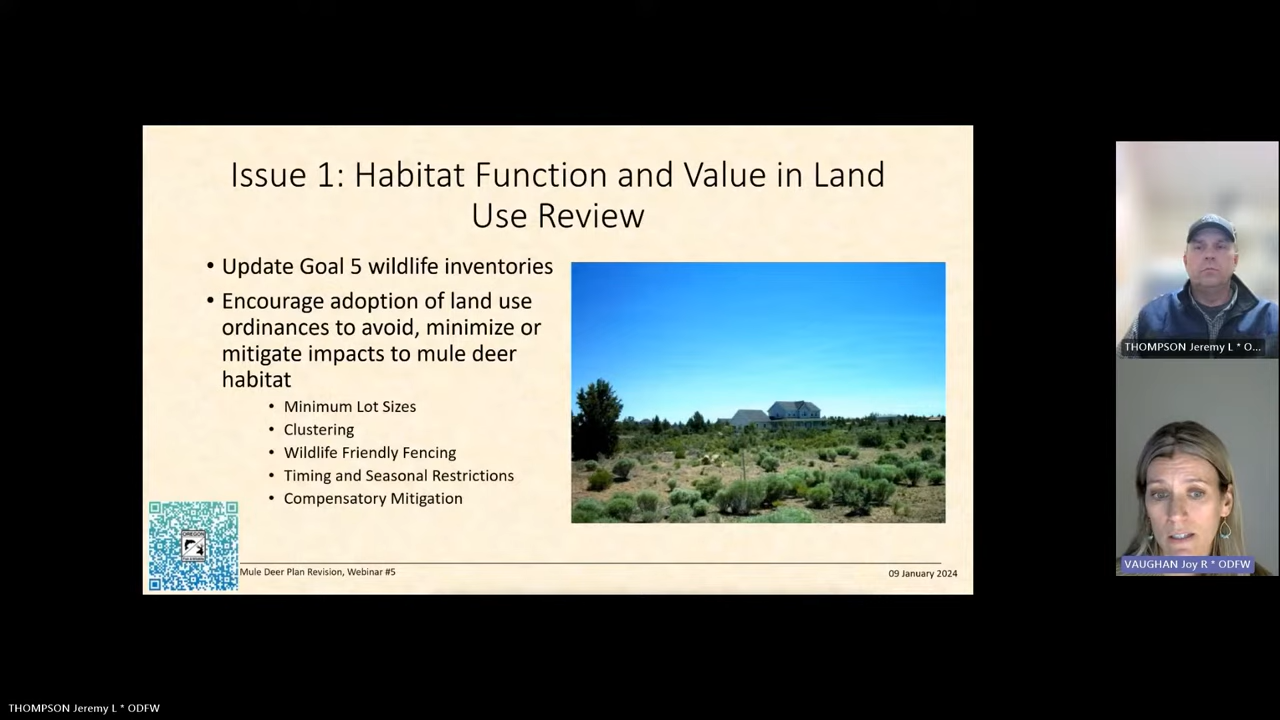 Issue 1: Habitat Function and Value in Land
Use Review
• Update Goal 5 wildlife inventories
• Encourage adoption of land use
ordinances to avoid, minimize or
mitigate impacts to mule deer
habitat
• Minimum Lot Sizes
• Clustering
• Wildlife Friendly Fencing
• Timing and Seasonal Restrictions
• Compensatory Mitigation
OREGON
Mule Deer Plan Revision, Webinar #5
09 January 2024
THOMPSON Jeremy L * O...
VAUGHAN Joy R * ODFW
THOMPSON Jeremy L * ODFW